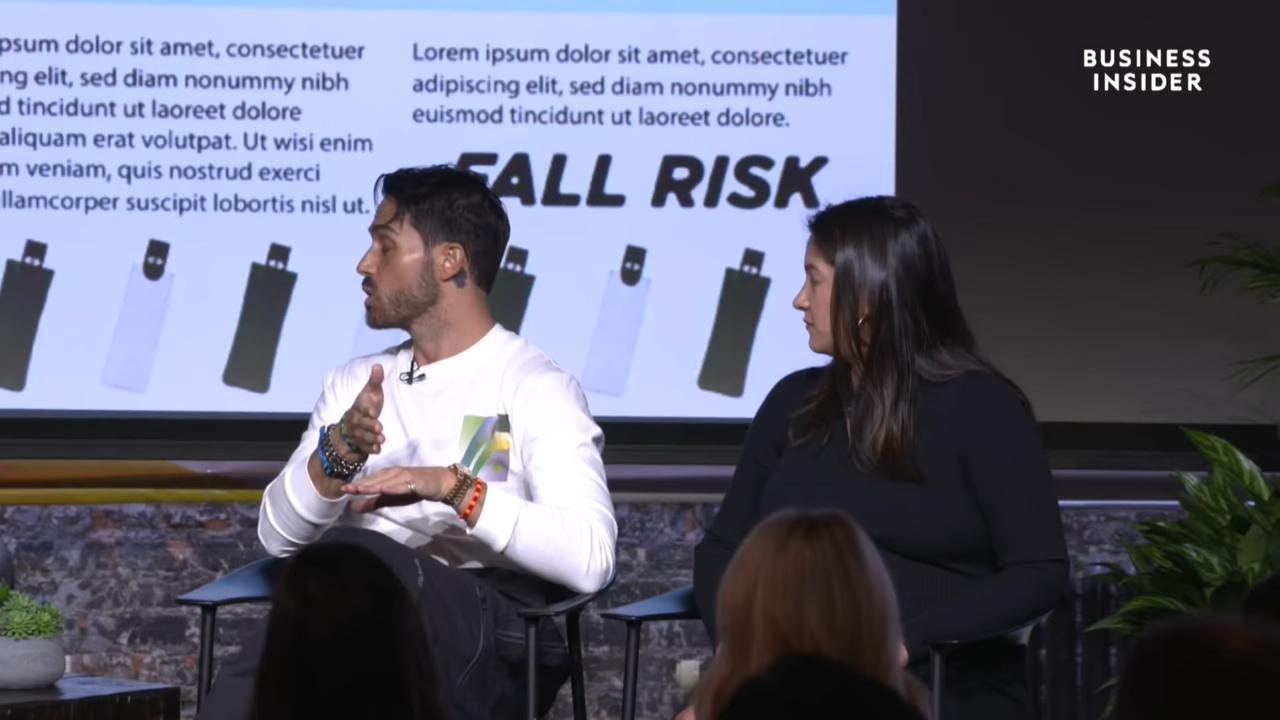 psum dolor sit amet, consectetuer
ng elit, sed diam nonummy nibh
d tincidunt ut laoreet dolore
aliquam erat volutpat. Ut wisi enim
m veniam, quis nostrud exerci
llamcorper suscipit lobortis nisl ut.
Lorem ipsum dolor sit amet, consectetuer
adipiscing elit, sed diam nonummy nibh
euismod tincidunt ut laoreet dolore.
FALL RISK
BUSINESS
INSIDER